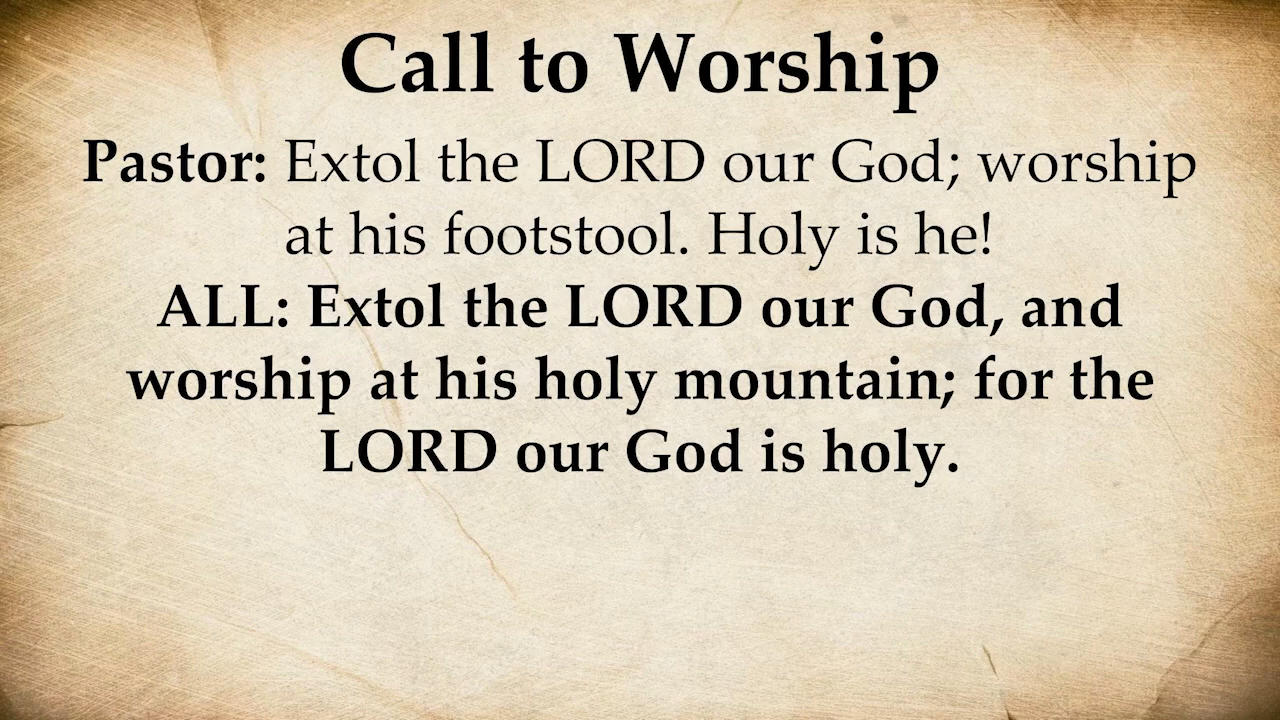 Call to Worship
Pastor: Extol the LORD our God; worship
at his footstool. Holy is he!
ALL: Extol the LORD our God, and
worship at his holy mountain; for the
LORD our God is holy.